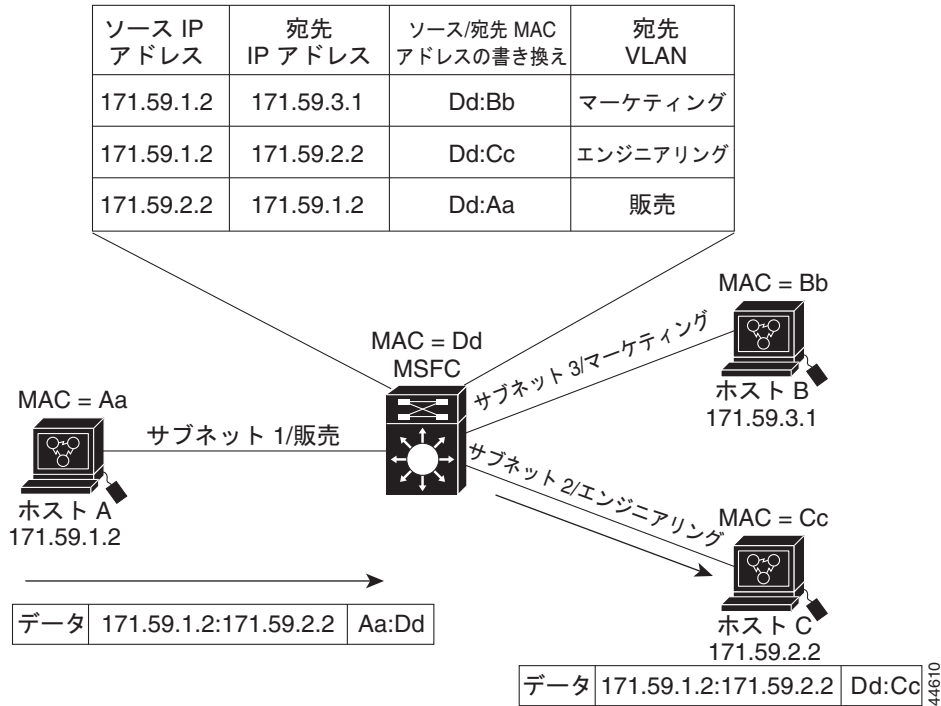 ソース IP
アドレス
宛先
IP アドレス
ソース/宛先 MAC
アドレスの書き換え
宛先
VLAN
171.59.1.2
171.59.3.1
Dd:Bb
マーケティング
171.59.1.2
171.59.2.2
Dd:Cc
エンジニアリング
171.59.2.2
171.59.1.2
Dd:Aa
販売
MAC = Bb
MAC = Dd
MSFC
サブネット 3/マーケティング
ホスト B
171.59.3.1
MAC = Aa
サブネット 1/販売
サブネット 2/エンジニアリング
ホスト A
171.59.1.2
MAC = Cc
データ 171.59.1.2:171.59.2.2 Aa:Dd
ホスト C
171.59.2.2
データ 171.59.1.2:171.59.2.2 Dd:Cc
44610